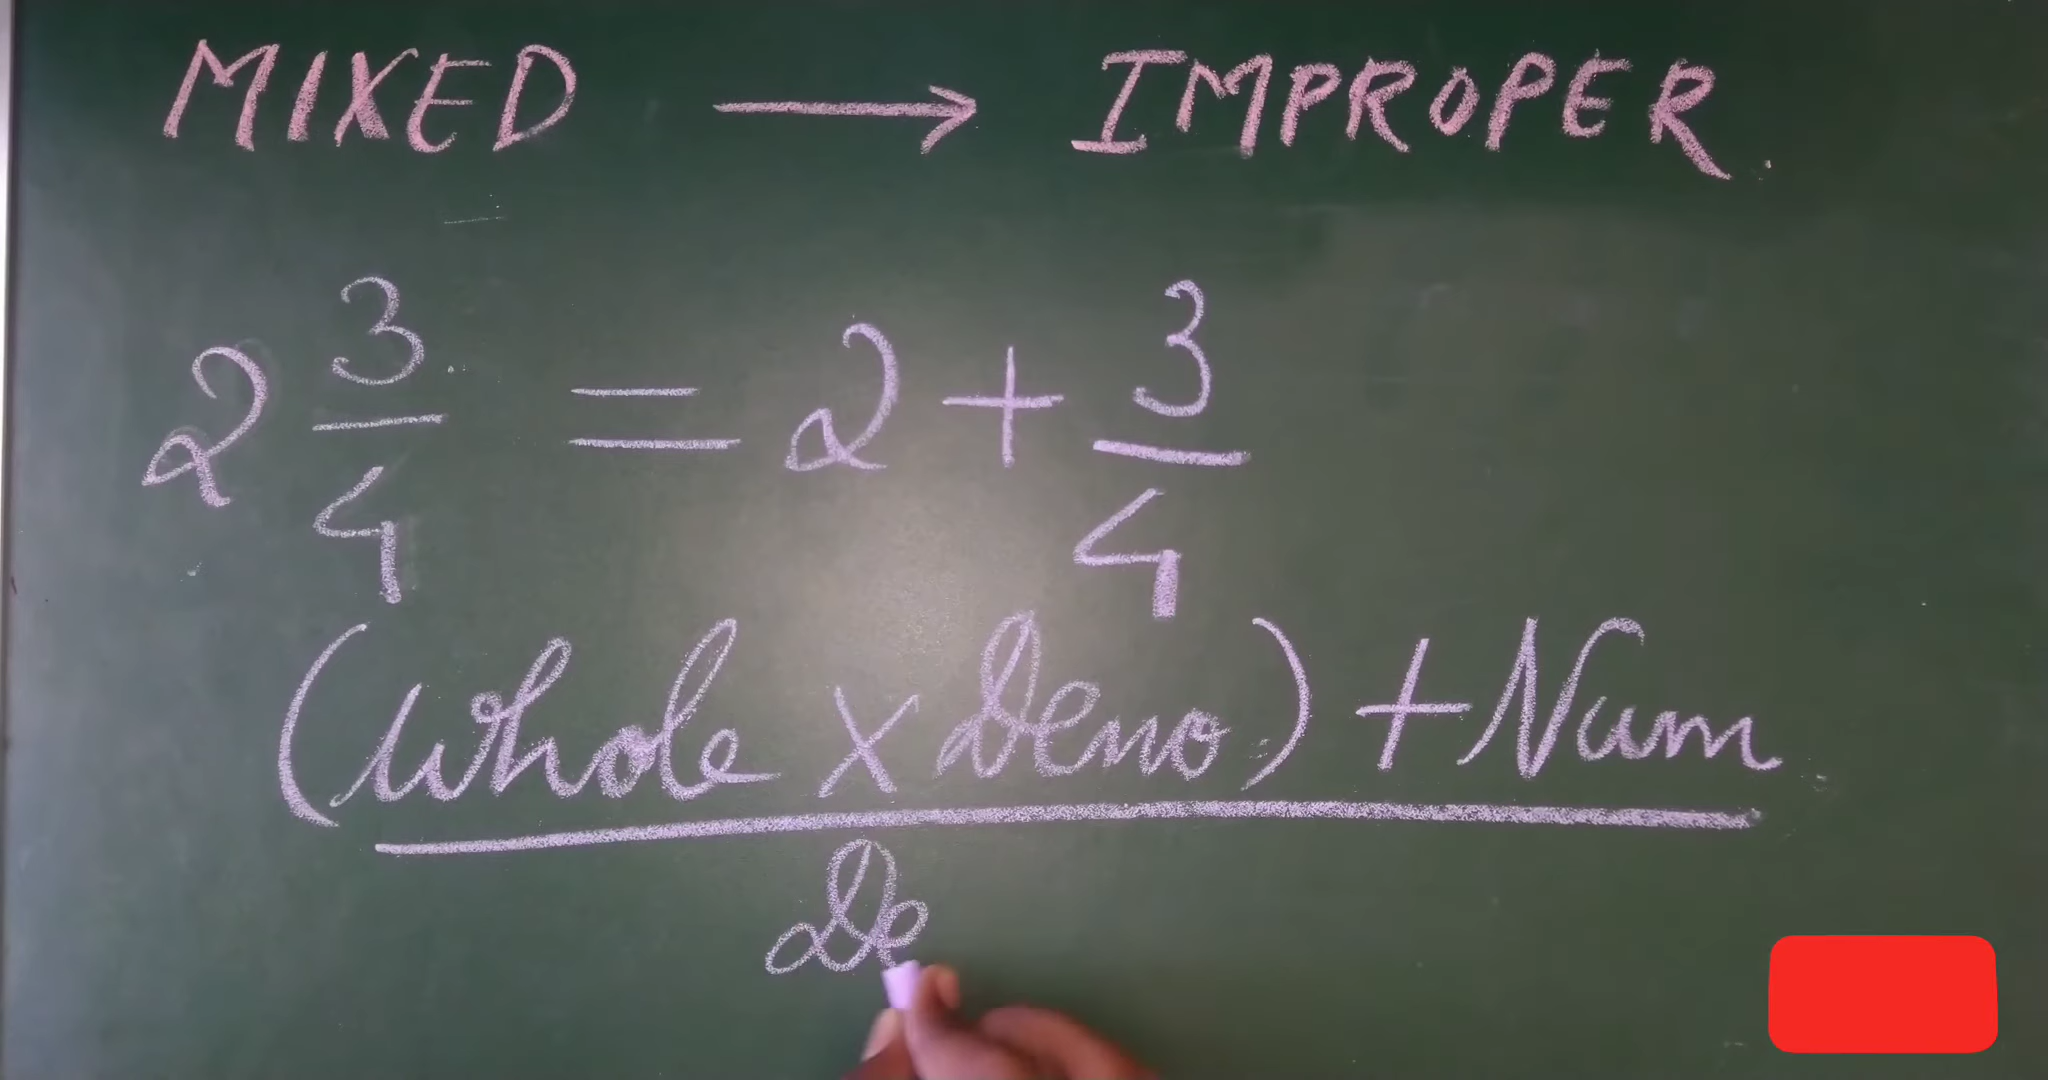 MIXED → IMPROPER
2 3/4 = 2 + 3/4
(whole × Deno) + Num
De